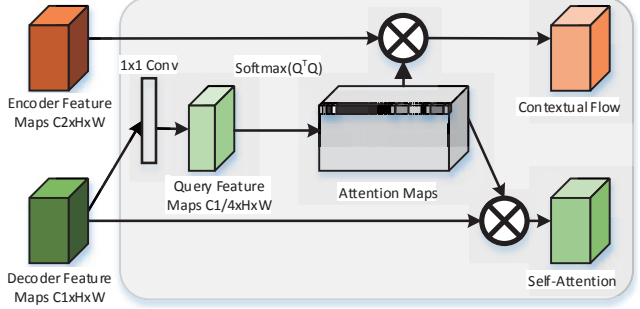 1x1 Conv
Softmax(QᵀQ)
Encoder Feature
Maps C2xHxW
Contextual Flow
Query Feature
Maps C1/4xHxW
Attention Maps
Decoder Feature
Maps C1xHxW
Self-Attention